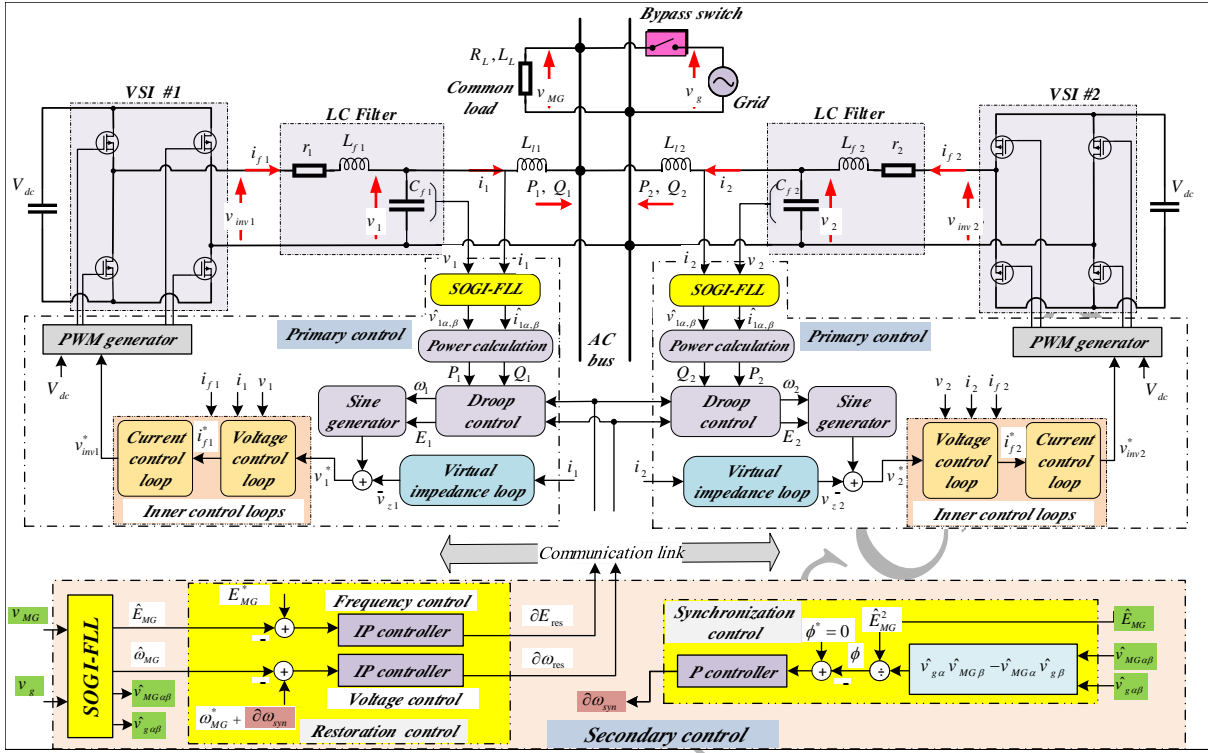 Bypass switch
R_L, L_L
Common load
v_MG
v_g
Grid
VSI #1
VSI #2
LC Filter
LC Filter
V_dc
i_f1
r_1
L_f1
v_inv1
v_1
C_f1
i_1
L_l1
P_1, Q_1
L_l2
P_2, Q_2
i_2
C_f2
v_2
L_f2
r_2
i_f2
v_inv2
V_dc
v_1
i_1
i_2
v_2
SOGI-FLL
SOGI-FLL
v̂_1α,β
î_1α,β
v̂_1α,β
î_1α,β
PWM generator
Primary control
Power calculation
AC bus
Power calculation
Primary control
PWM generator
V_dc
P_1
Q_1
Q_2
P_2
V_dc
i_f1
i_1
v_1
Sine generator
ω_1
E_1
Droop control
Droop control
ω_2
E_2
Sine generator
v_2
i_2
i_f2
v*_inv1
Current control loop
i*_f1
Voltage control loop
v*_1
-
+
v_z1
Virtual impedance loop
i_1
i_2
Virtual impedance loop
v_z2
-
+
v*_2
Voltage control loop
i*_f2
Current control loop
v*_inv2
Inner control loops
Inner control loops
Communication link
v_MG
v_g
SOGI-FLL
Ê_MG
ω̂_MG
v̂_MGαβ
v̂_gαβ
E*_MG
Frequency control
+
-
IP controller
∂E_res
+
-
IP controller
∂ω_res
Voltage control
ω*_MG + ∂ω_syn
Restoration control
Synchronization control
Ê²_MG
Ê_MG
ϕ* = 0
P controller
+
-
ϕ
÷
v̂_gα v̂_MGβ − v̂_MGα v̂_gβ
v̂_MGαβ
v̂_gαβ
∂ω_syn
Secondary control